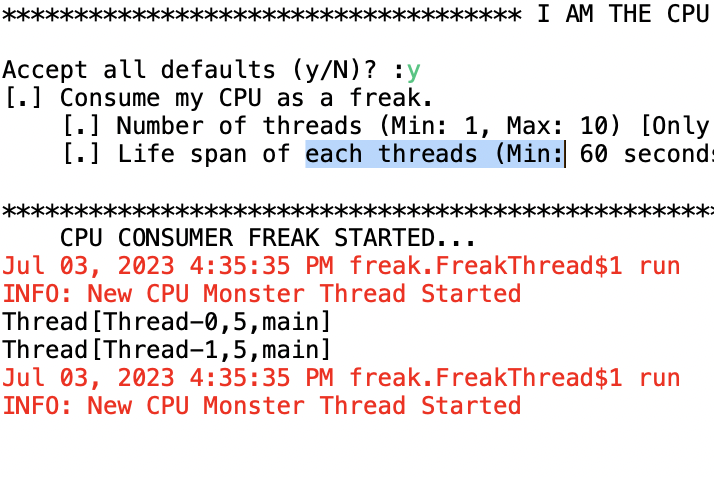 ************************************ I AM THE CPU
Accept all defaults (y/N)? :y
[.] Consume my CPU as a freak.
[.] Number of threads (Min: 1, Max: 10) [Only
[.] Life span of each threads (Min: 60 seconds
**************************************************
CPU CONSUMER FREAK STARTED...
Jul 03, 2023 4:35:35 PM freak.FreakThread$1 run
INFO: New CPU Monster Thread Started
Thread[Thread-0,5,main]
Thread[Thread-1,5,main]
Jul 03, 2023 4:35:35 PM freak.FreakThread$1 run
INFO: New CPU Monster Thread Started